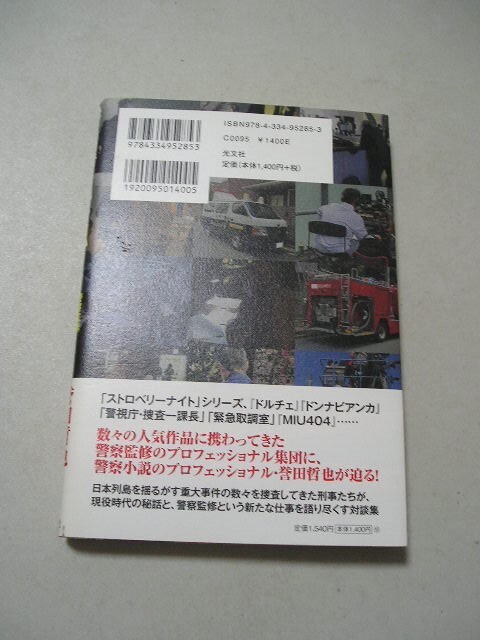 ISBN978-4-334-95285-3
C0095 ¥1400E
光文社
定価(本体1,400円+税)
9784334952853
1920095014005
「ストロベリーナイト」シリーズ、「ドルチェ」「ドンナビアンカ」
「警視庁・捜査一課長」「緊急取調室」「MIU404」……
数々の人気作品に携わってきた
警察監修のプロフェッショナル集団に、
警察小説のプロフェッショナル・誉田哲也が迫る!
日本列島を揺るがす重大事件の数々を捜査してきた刑事たちが、
現役時代の秘話と、警察監修という新たな仕事を語り尽くす対談集
定価1,540円 本体1,400円 ⑩